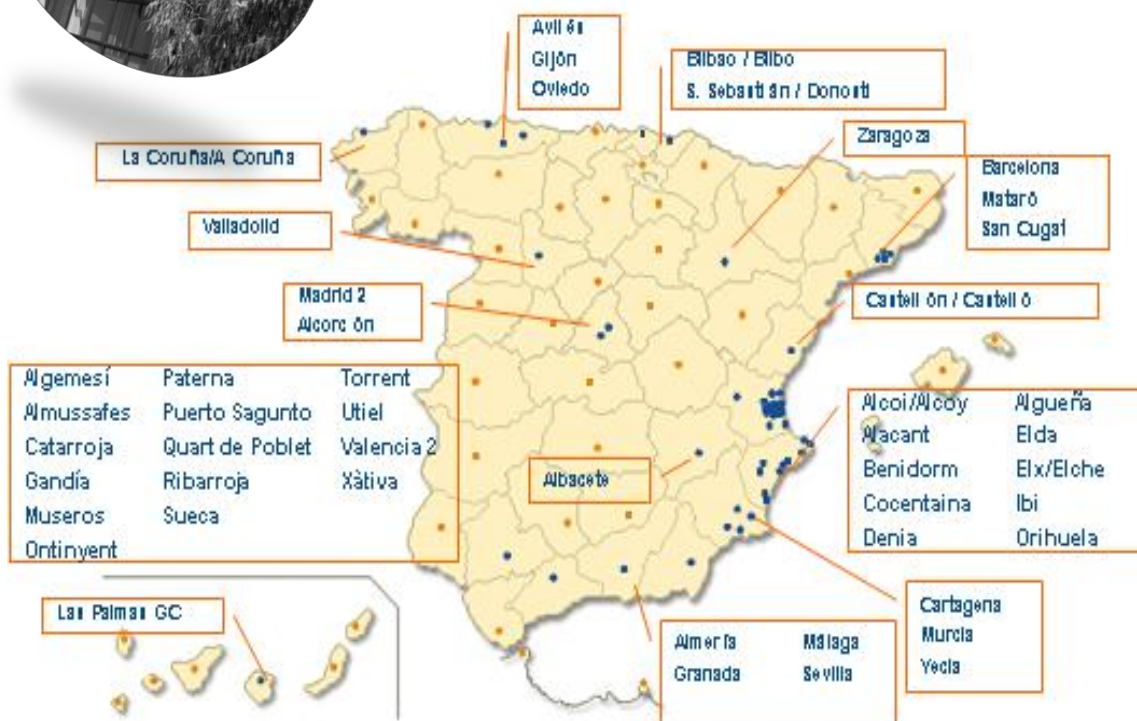 Avilés
Gijón
Oviedo
Bilbao / Bilbo
S. Sebastián / Donosti
Zaragoza
La Coruña/A Coruña
Barcelona
Mataró
San Cugat
Valladolid
Madrid 2
Alcorcón
Castellón / Castelló
Algemesí Paterna Torrent
Almussafes Puerto Sagunto Utiel
Catarroja Quart de Poblet Valencia 2
Gandía Ribarroja Xàtiva
Museros Sueca
Ontinyent
Alcoi/Alcoy Algueña
Alacant Elda
Benidorm Elx/Elche
Cocentaina Ibi
Denia Orihuela
Albacete
Las Palmas GC
Cartagena
Murcia
Yecla
Almería Málaga
Granada Sevilla